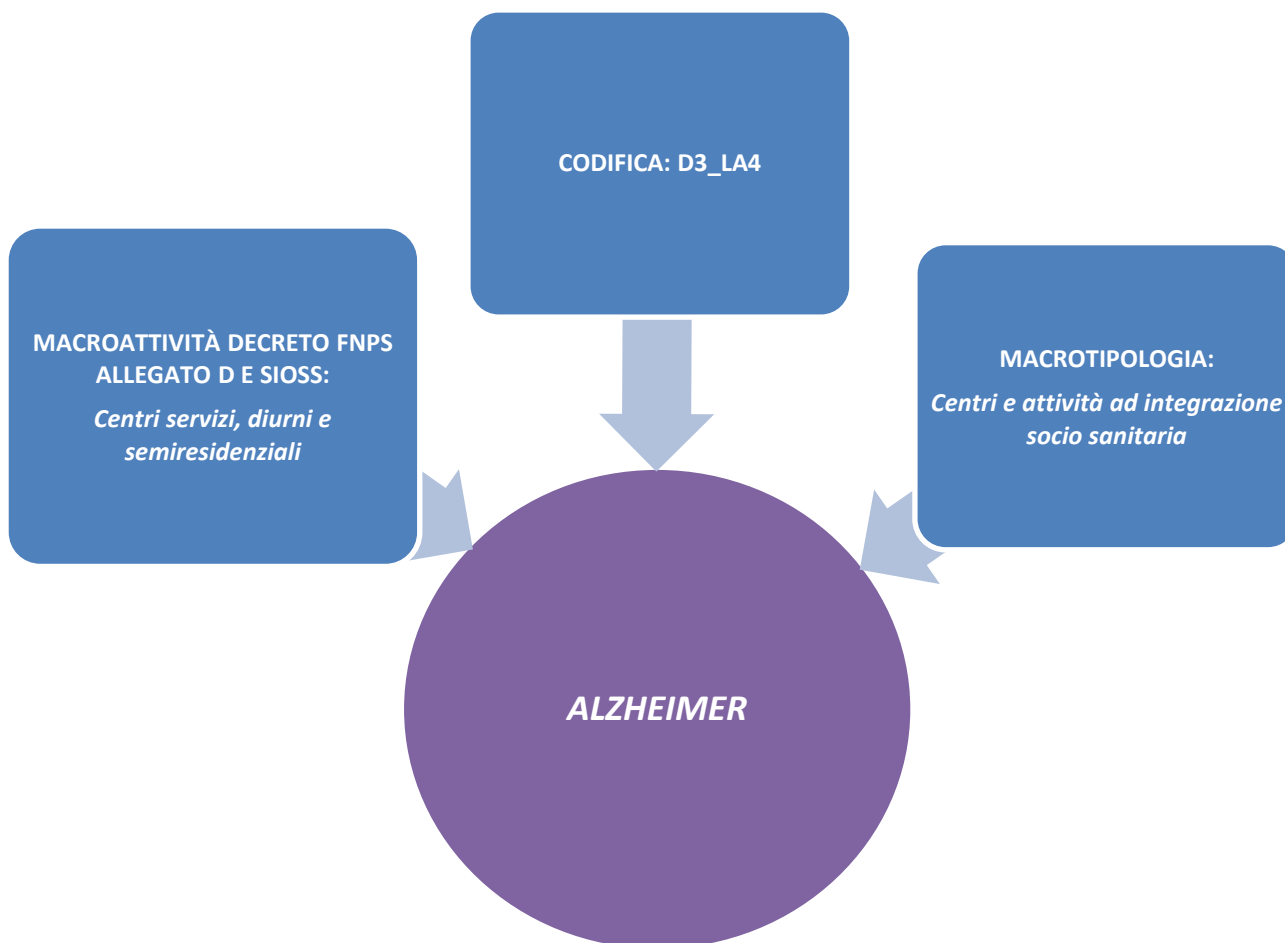 CODIFICA: D3_LA4
MACROATTIVITÀ DECRETO FNPS
ALLEGATO D E SIOSS:
Centri servizi, diurni e
semiresidenziali
MACROTIPOLOGIA:
Centri e attività ad integrazione
socio sanitaria
ALZHEIMER